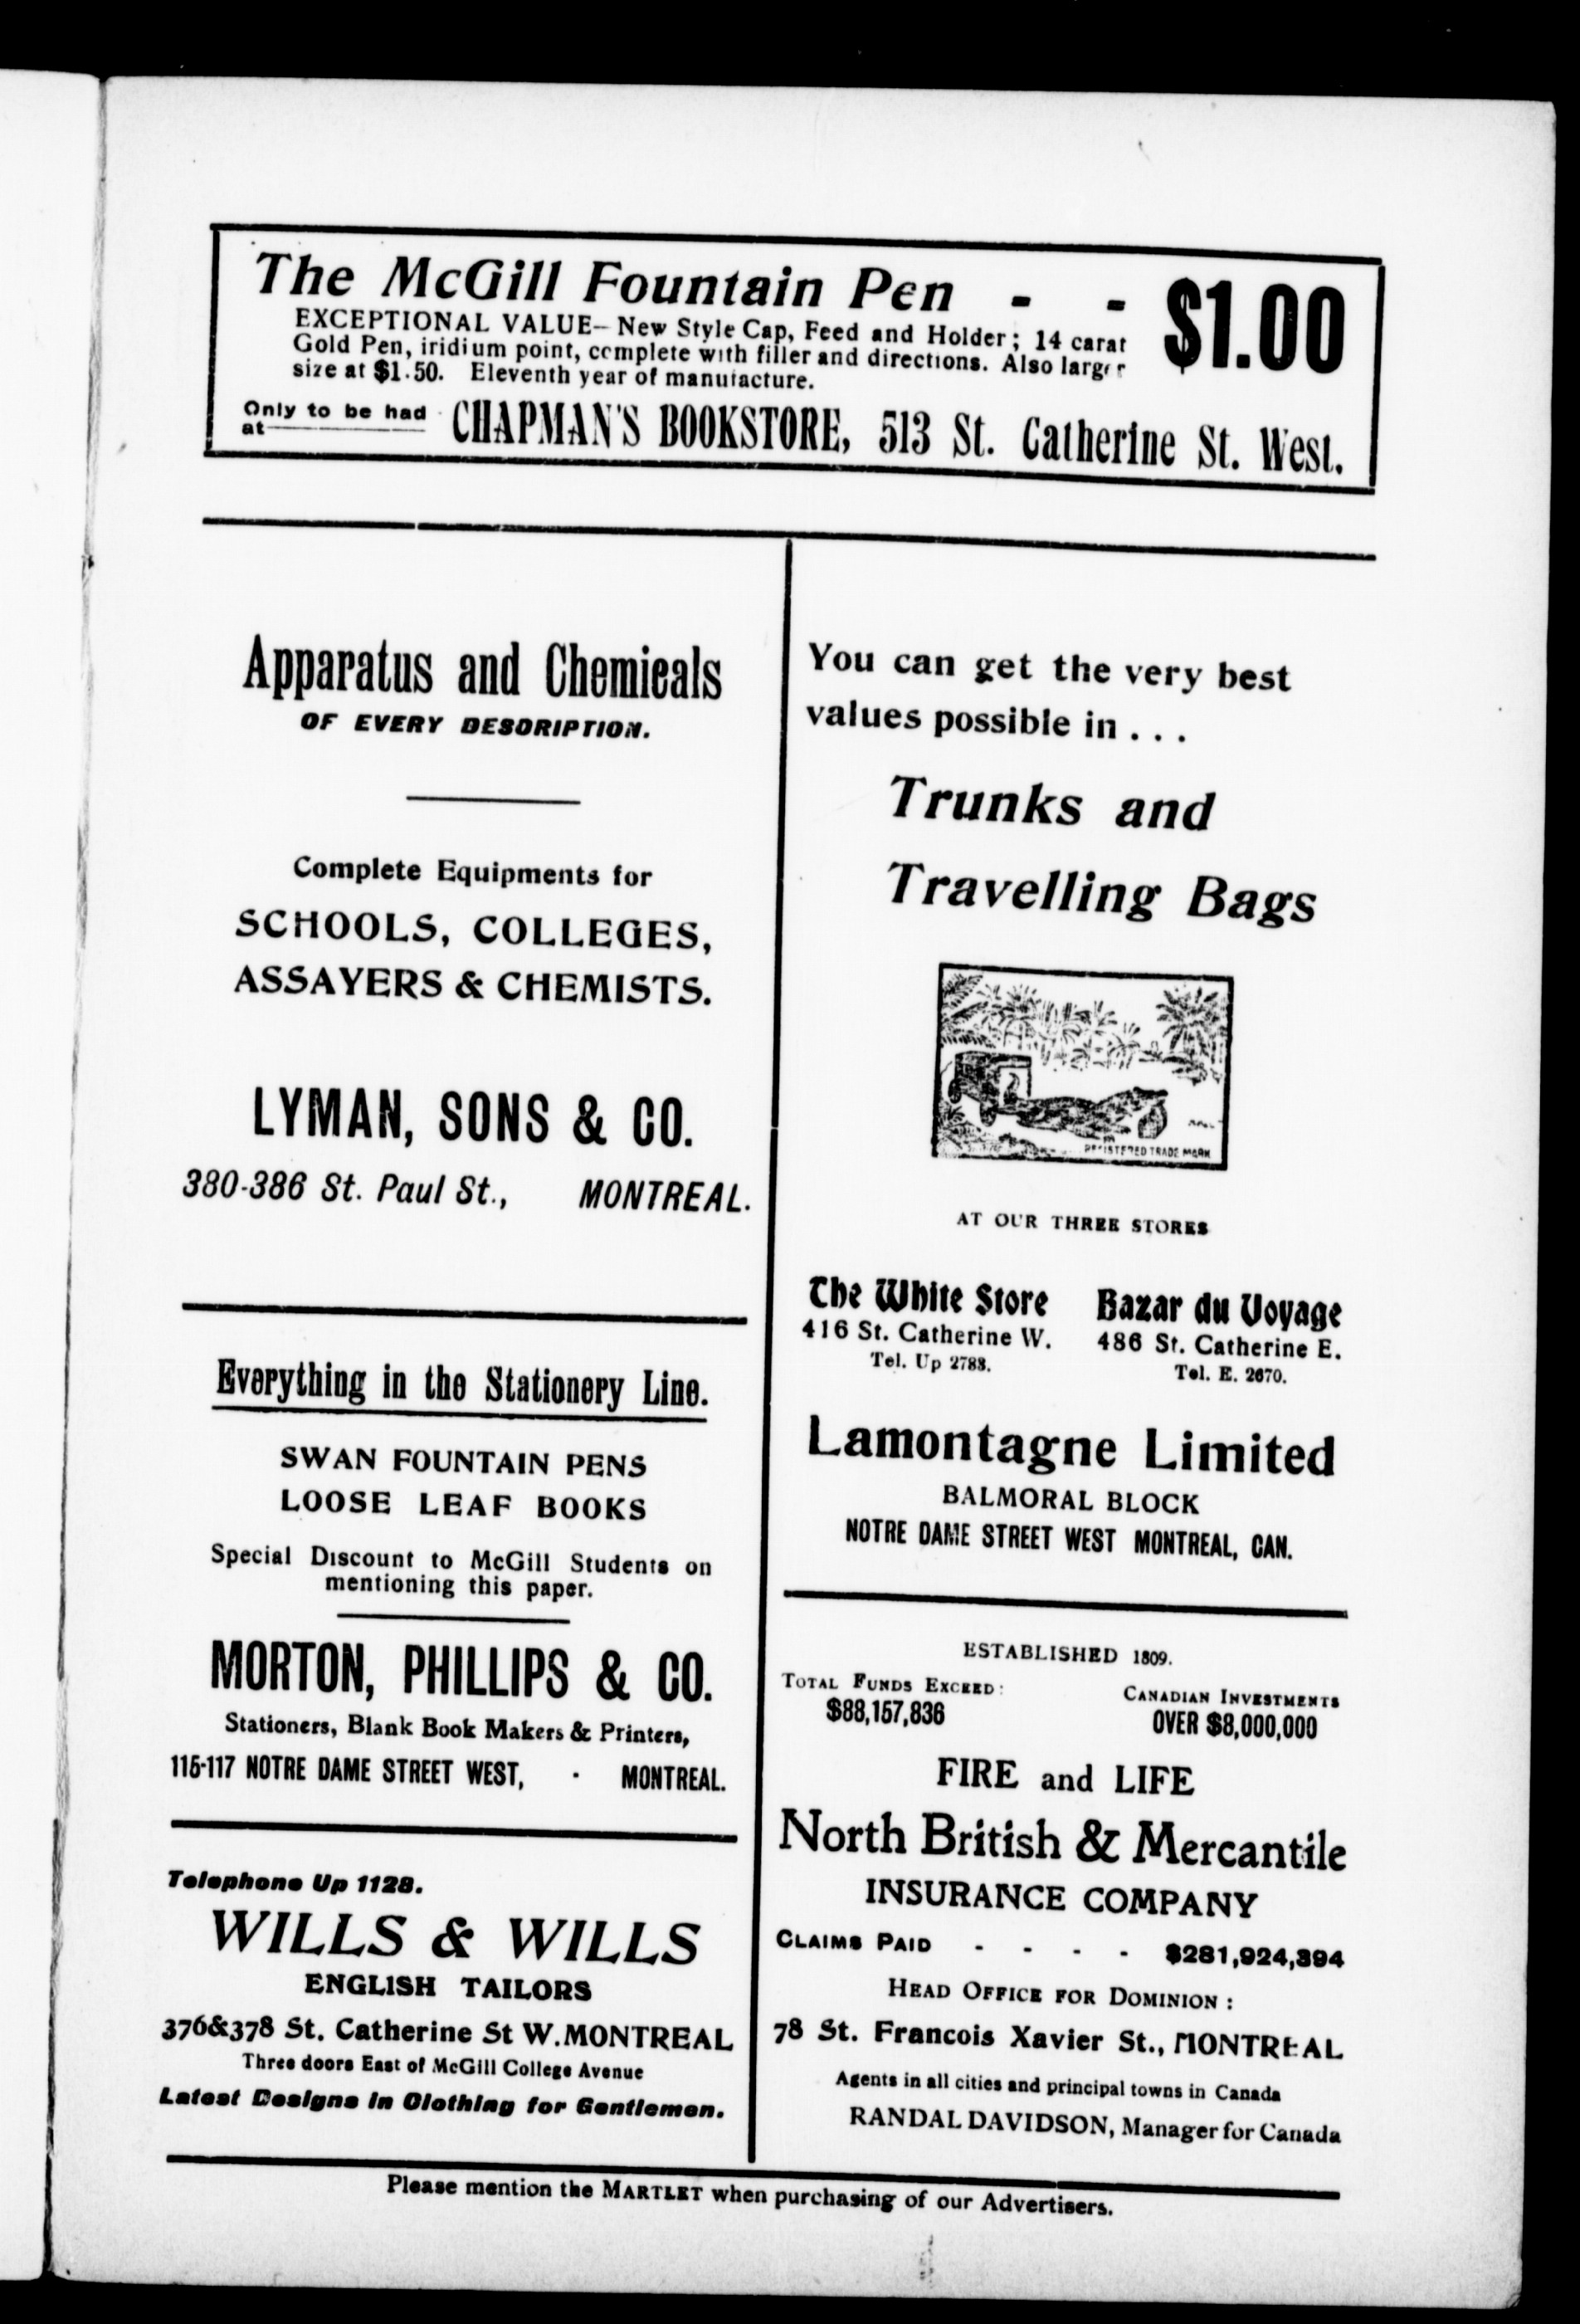 The McGill Fountain Pen - - $1.00
EXCEPTIONAL VALUE— New Style Cap, Feed and Holder; 14 carat
Gold Pen, iridium point, complete with filler and directions. Also larger
size at $1.50. Eleventh year of manufacture.
Only to be had
at CHAPMAN'S BOOKSTORE, 513 St. Catherine St. West.
Apparatus and Chemicals
OF EVERY DESCRIPTION.
Complete Equipments for
SCHOOLS, COLLEGES,
ASSAYERS & CHEMISTS.
LYMAN, SONS & CO.
380-386 St. Paul St., MONTREAL.
Everything in the Stationery Line.
SWAN FOUNTAIN PENS
LOOSE LEAF BOOKS
Special Discount to McGill Students on
mentioning this paper.
MORTON, PHILLIPS & CO.
Stationers, Blank Book Makers & Printers,
115-117 NOTRE DAME STREET WEST, - MONTREAL.
Telephone Up 1128.
WILLS & WILLS
ENGLISH TAILORS
376&378 St. Catherine St W.MONTREAL
Three doors East of McGill College Avenue
Latest Designs in Clothing for Gentlemen.
You can get the very best
values possible in . . .
Trunks and
Travelling Bags
REGISTERED TRADE MARK
AT OUR THREE STORES
The White Store
416 St. Catherine W.
Tel. Up 2788.
Bazar du Voyage
486 St. Catherine E.
Tel. E. 2670.
Lamontagne Limited
BALMORAL BLOCK
NOTRE DAME STREET WEST MONTREAL, CAN.
ESTABLISHED 1809.
TOTAL FUNDS EXCEED:
$88,157,836
CANADIAN INVESTMENTS
OVER $8,000,000
FIRE and LIFE
North British & Mercantile
INSURANCE COMPANY
CLAIMS PAID - - - - $281,924,394
HEAD OFFICE FOR DOMINION :
78 St. Francois Xavier St., MONTREAL
Agents in all cities and principal towns in Canada
RANDAL DAVIDSON, Manager for Canada
Please mention the MARTLET when purchasing of our Advertisers.